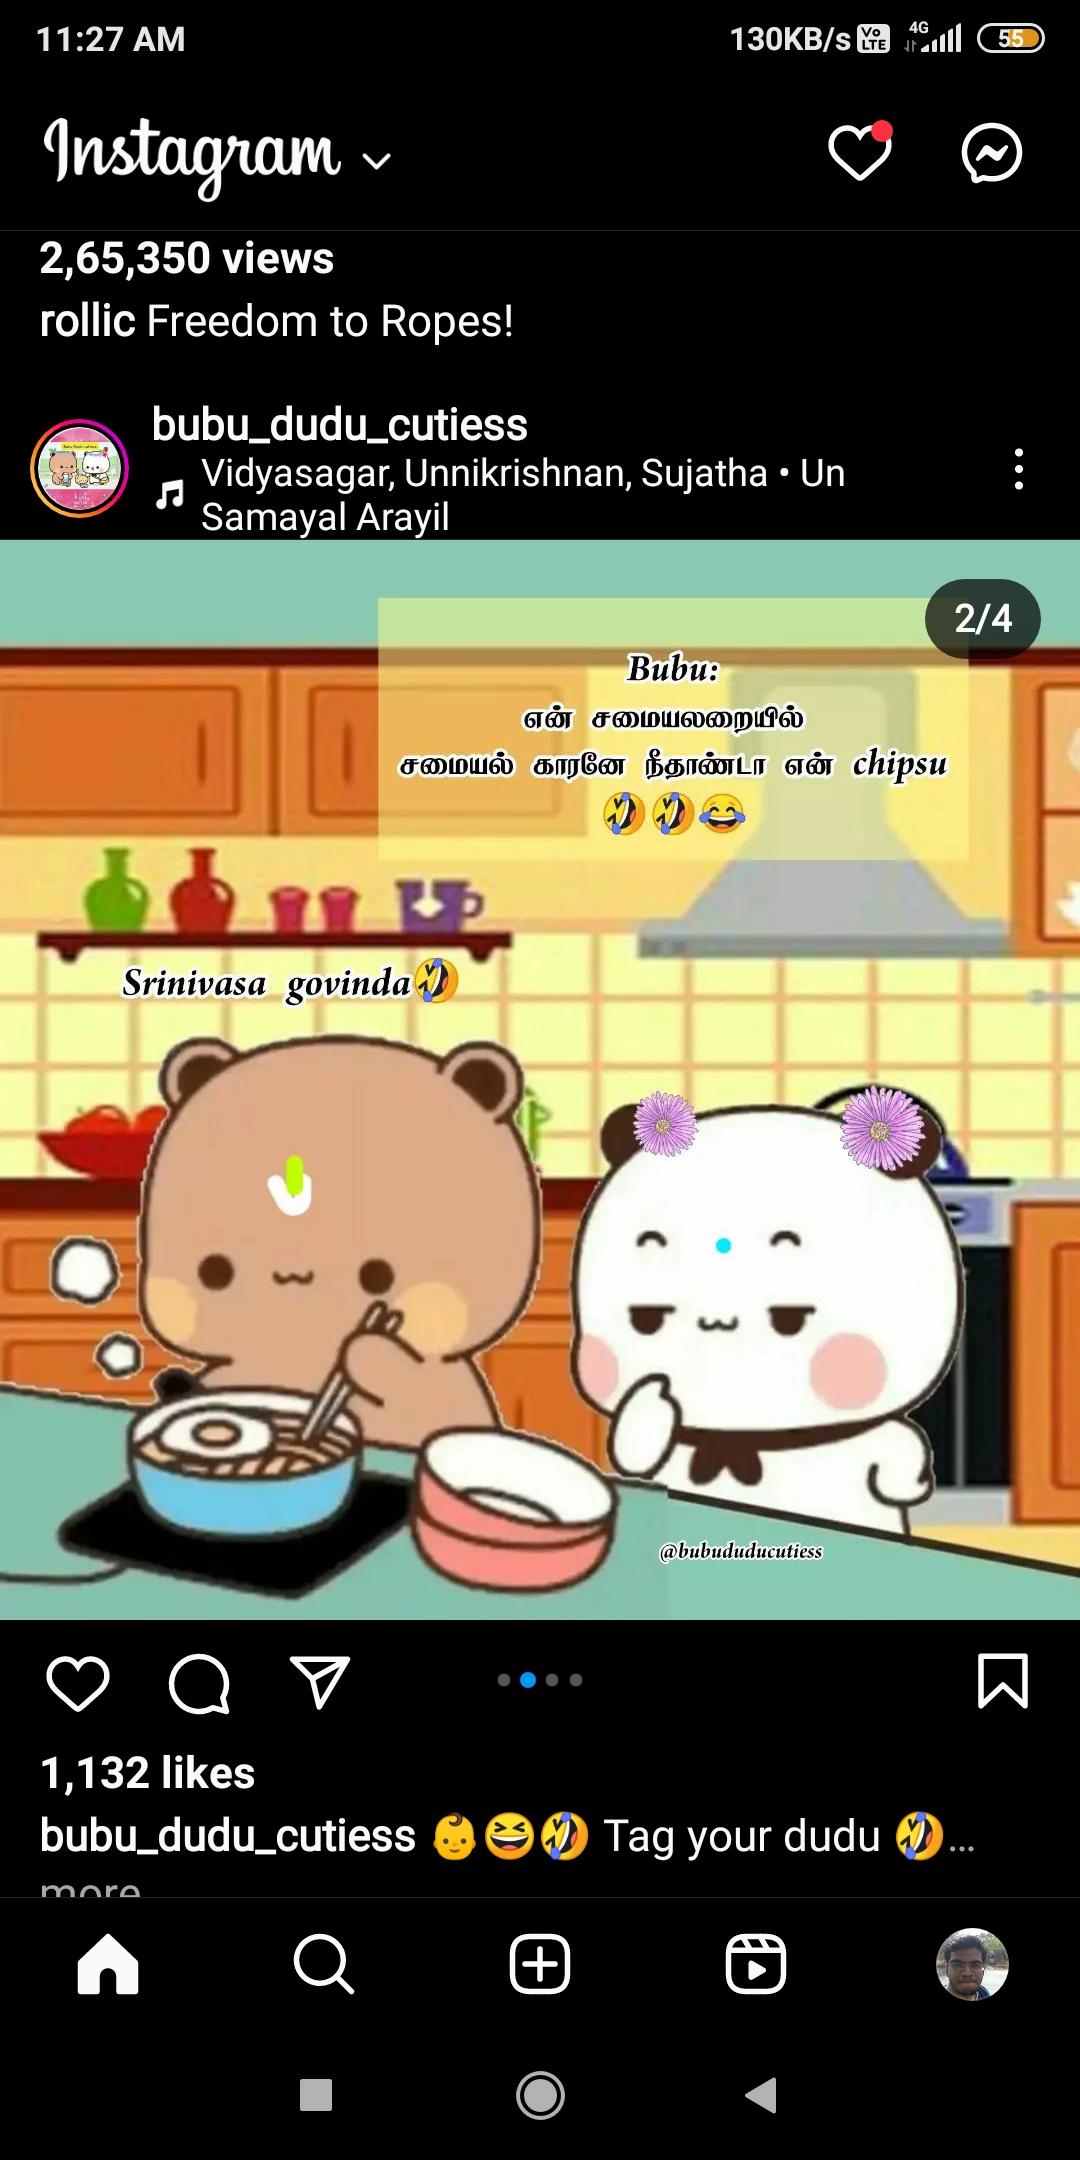 11:27 AM
130KB/s Vo LTE 4G 55
Instagram
2,65,350 views
rollic Freedom to Ropes!
bubu_dudu_cutiess
Vidyasagar, Unnikrishnan, Sujatha • Un
Samayal Arayil
2/4
Bubu:
என் சமையலறையில்
சமையல் காரனே நீதாண்டா என் chipsu
🤣🤣😂
Srinivasa govinda🤣
@bubududucutiess
1,132 likes
bubu_dudu_cutiess 👶😆🤣 Tag your dudu 🤣...
more